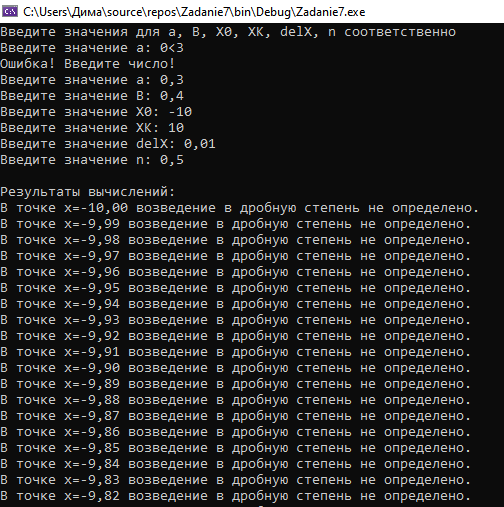 C:\Users\Дима\source\repos\Zadanie7\bin\Debug\Zadanie7.exe
Введите значения для a, B, X0, XK, delX, n соответственно
Введите значение a: 0<3
Ошибка! Введите число!
Введите значение a: 0,3
Введите значение B: 0,4
Введите значение X0: -10
Введите значение XK: 10
Введите значение delX: 0,01
Введите значение n: 0,5
Результаты вычислений:
В точке x=-10,00 возведение в дробную степень не определено.
В точке x=-9,99 возведение в дробную степень не определено.
В точке x=-9,98 возведение в дробную степень не определено.
В точке x=-9,97 возведение в дробную степень не определено.
В точке x=-9,96 возведение в дробную степень не определено.
В точке x=-9,95 возведение в дробную степень не определено.
В точке x=-9,94 возведение в дробную степень не определено.
В точке x=-9,93 возведение в дробную степень не определено.
В точке x=-9,92 возведение в дробную степень не определено.
В точке x=-9,91 возведение в дробную степень не определено.
В точке x=-9,90 возведение в дробную степень не определено.
В точке x=-9,89 возведение в дробную степень не определено.
В точке x=-9,88 возведение в дробную степень не определено.
В точке x=-9,87 возведение в дробную степень не определено.
В точке x=-9,86 возведение в дробную степень не определено.
В точке x=-9,85 возведение в дробную степень не определено.
В точке x=-9,84 возведение в дробную степень не определено.
В точке x=-9,83 возведение в дробную степень не определено.
В точке x=-9,82 возведение в дробную степень не определено.